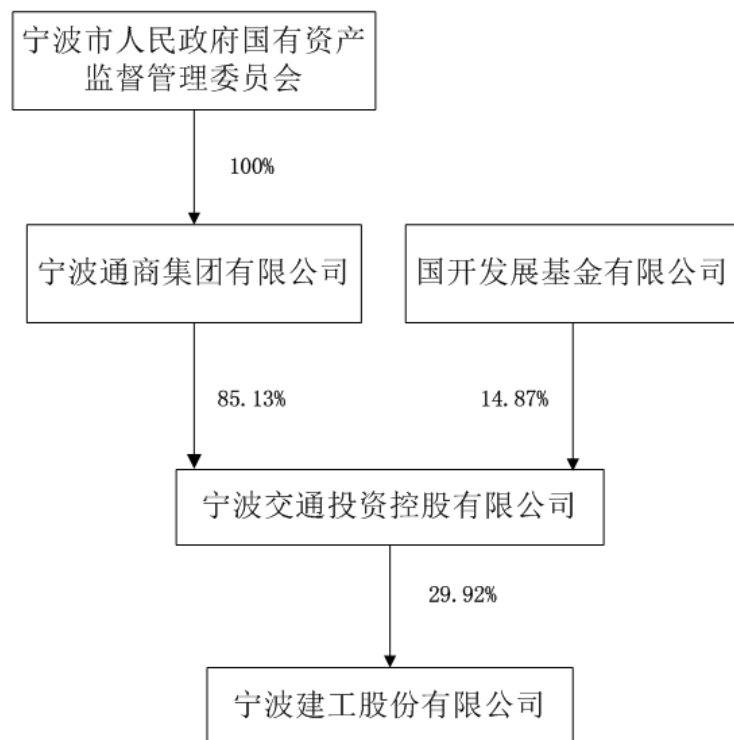 宁波市人民政府国有资产
监督管理委员会
100%
宁波通商集团有限公司
国开发展基金有限公司
85.13%
14.87%
宁波交通投资控股有限公司
29.92%
宁波建工股份有限公司